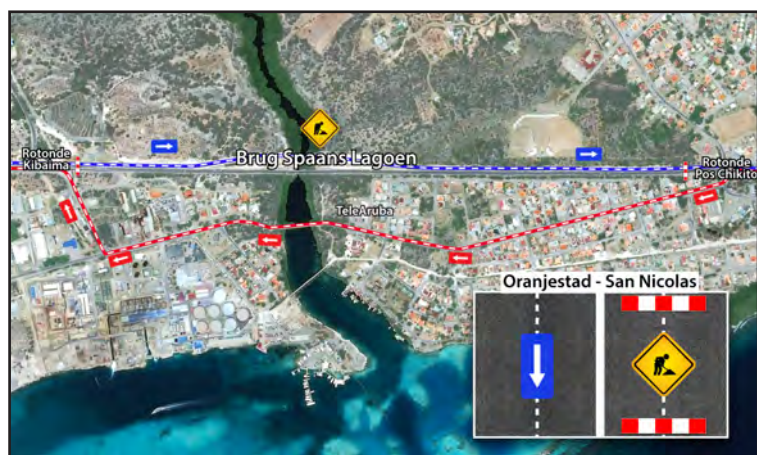 Rotonde
Kibaima
Brug Spaans Lagoen
Rotonde
Pos Chikito
TeleAruba
Oranjestad - San Nicolas